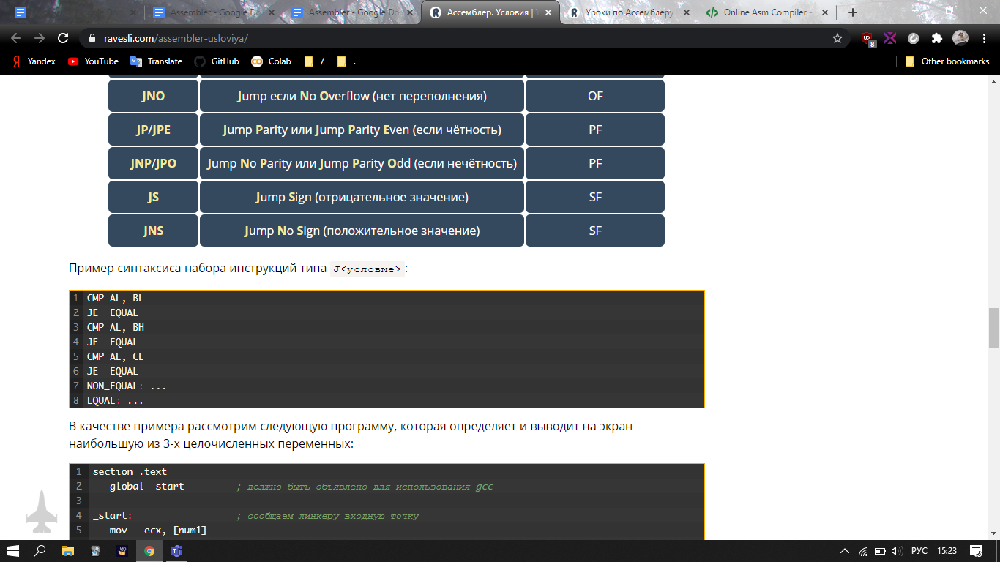 Assembler - Google Do
Assembler - Google Do
Ассемблер. Условия | У
Уроки по Ассемблеру
Online Asm Compiler -
ravesli.com/assembler-usloviya/
8
Yandex
YouTube
Translate
GitHub
Colab
/
.
Other bookmarks
JNO Jump если No Overflow (нет переполнения) OF
JP/JPE Jump Parity или Jump Parity Even (если чётность) PF
JNP/JPO Jump No Parity или Jump Parity Odd (если нечётность) PF
JS Jump Sign (отрицательное значение) SF
JNS Jump No Sign (положительное значение) SF
Пример синтаксиса набора инструкций типа J<условие>:
1 CMP AL, BL
2 JE EQUAL
3 CMP AL, BH
4 JE EQUAL
5 CMP AL, CL
6 JE EQUAL
7 NON_EQUAL: ...
8 EQUAL: ...
В качестве примера рассмотрим следующую программу, которая определяет и выводит на экран
наибольшую из 3-х целочисленных переменных:
1 section .text
2 global _start ; должно быть объявлено для использования gcc
3
4 _start: ; сообщаем линкеру входную точку
5 mov ecx, [num1]
РУС
15:23